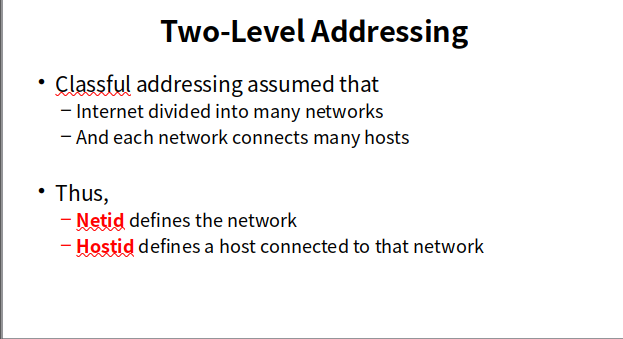 Two-Level Addressing
• Classful addressing assumed that
– Internet divided into many networks
– And each network connects many hosts
• Thus,
– Netid defines the network
– Hostid defines a host connected to that network